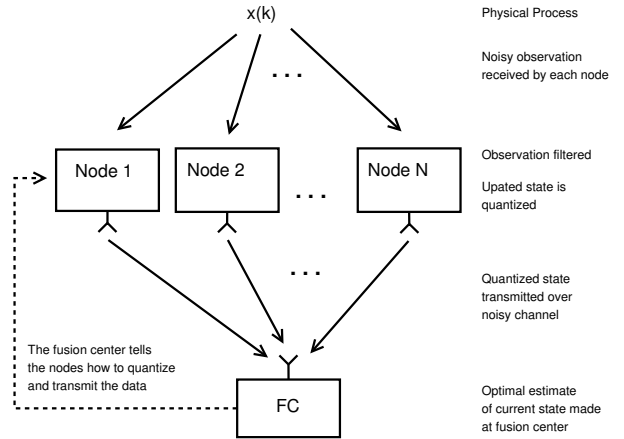 x(k)
Physical Process
Noisy observation
received by each node
. . .
Node 1
Node 2
. . .
Node N
Observation filtered
Upated state is
quantized
. . .
Quantized state
transmitted over
noisy channel
The fusion center tells
the nodes how to quantize
and transmit the data
FC
Optimal estimate
of current state made
at fusion center